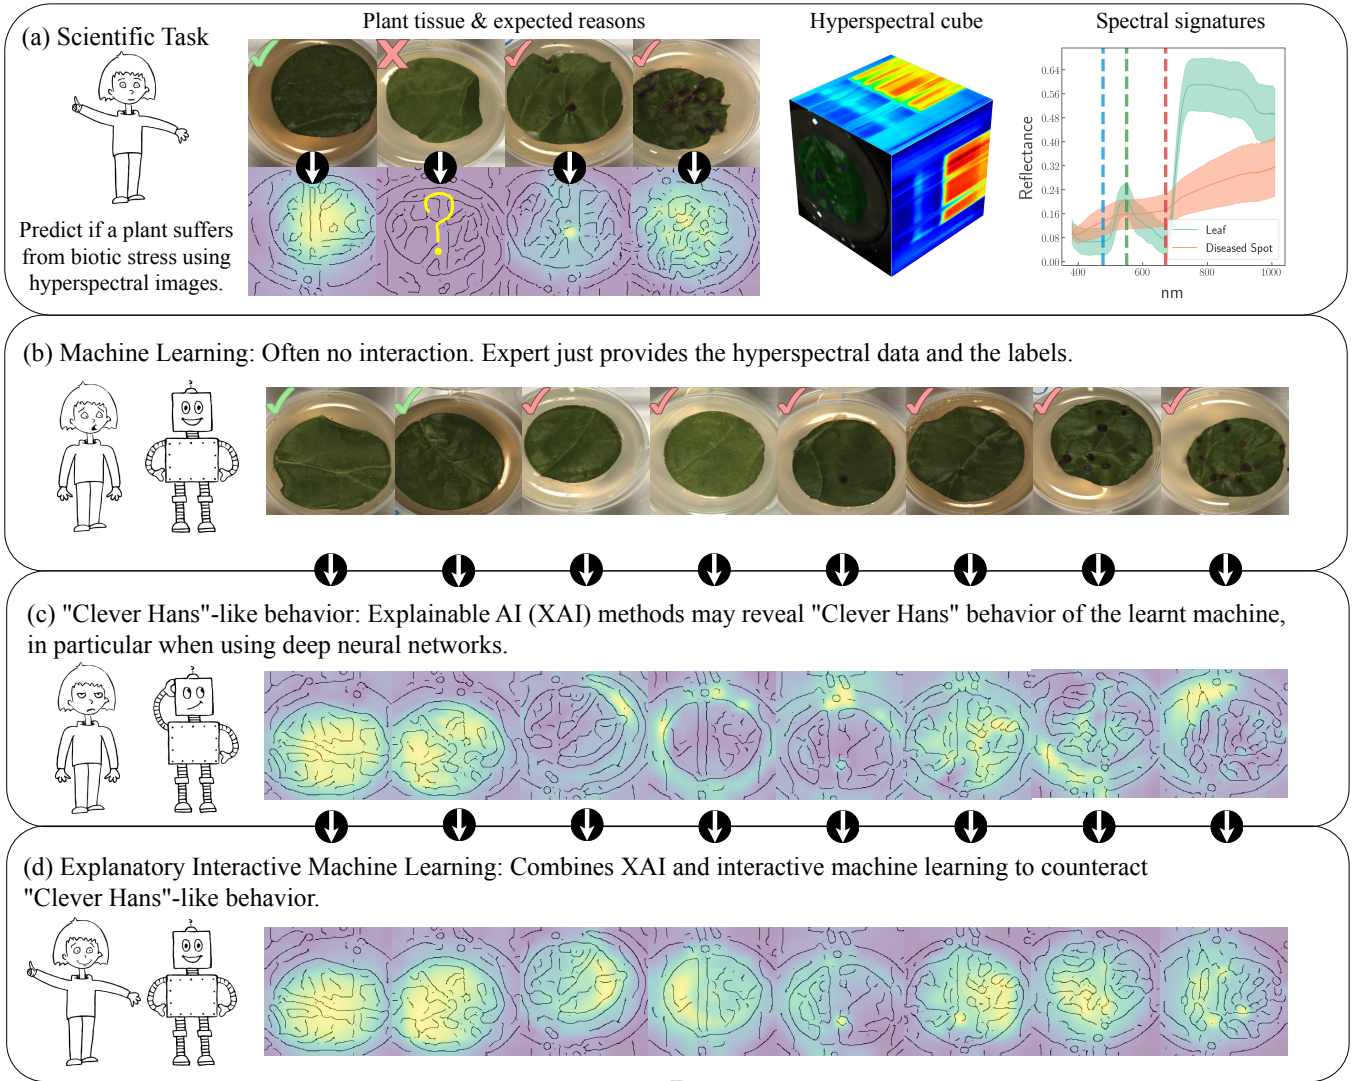 (a) Scientific Task
Plant tissue & expected reasons
Hyperspectral cube
Spectral signatures
Predict if a plant suffers
from biotic stress using
hyperspectral images.
?
Reflectance
0.64
0.56
0.48
0.40
0.32
0.24
0.16
0.08
0.00
Leaf
Diseased Spot
400
600
800
1000
nm
(b) Machine Learning: Often no interaction. Expert just provides the hyperspectral data and the labels.
?
(c) "Clever Hans"-like behavior: Explainable AI (XAI) methods may reveal "Clever Hans" behavior of the learnt machine,
in particular when using deep neural networks.
(d) Explanatory Interactive Machine Learning: Combines XAI and interactive machine learning to counteract
"Clever Hans"-like behavior.
?